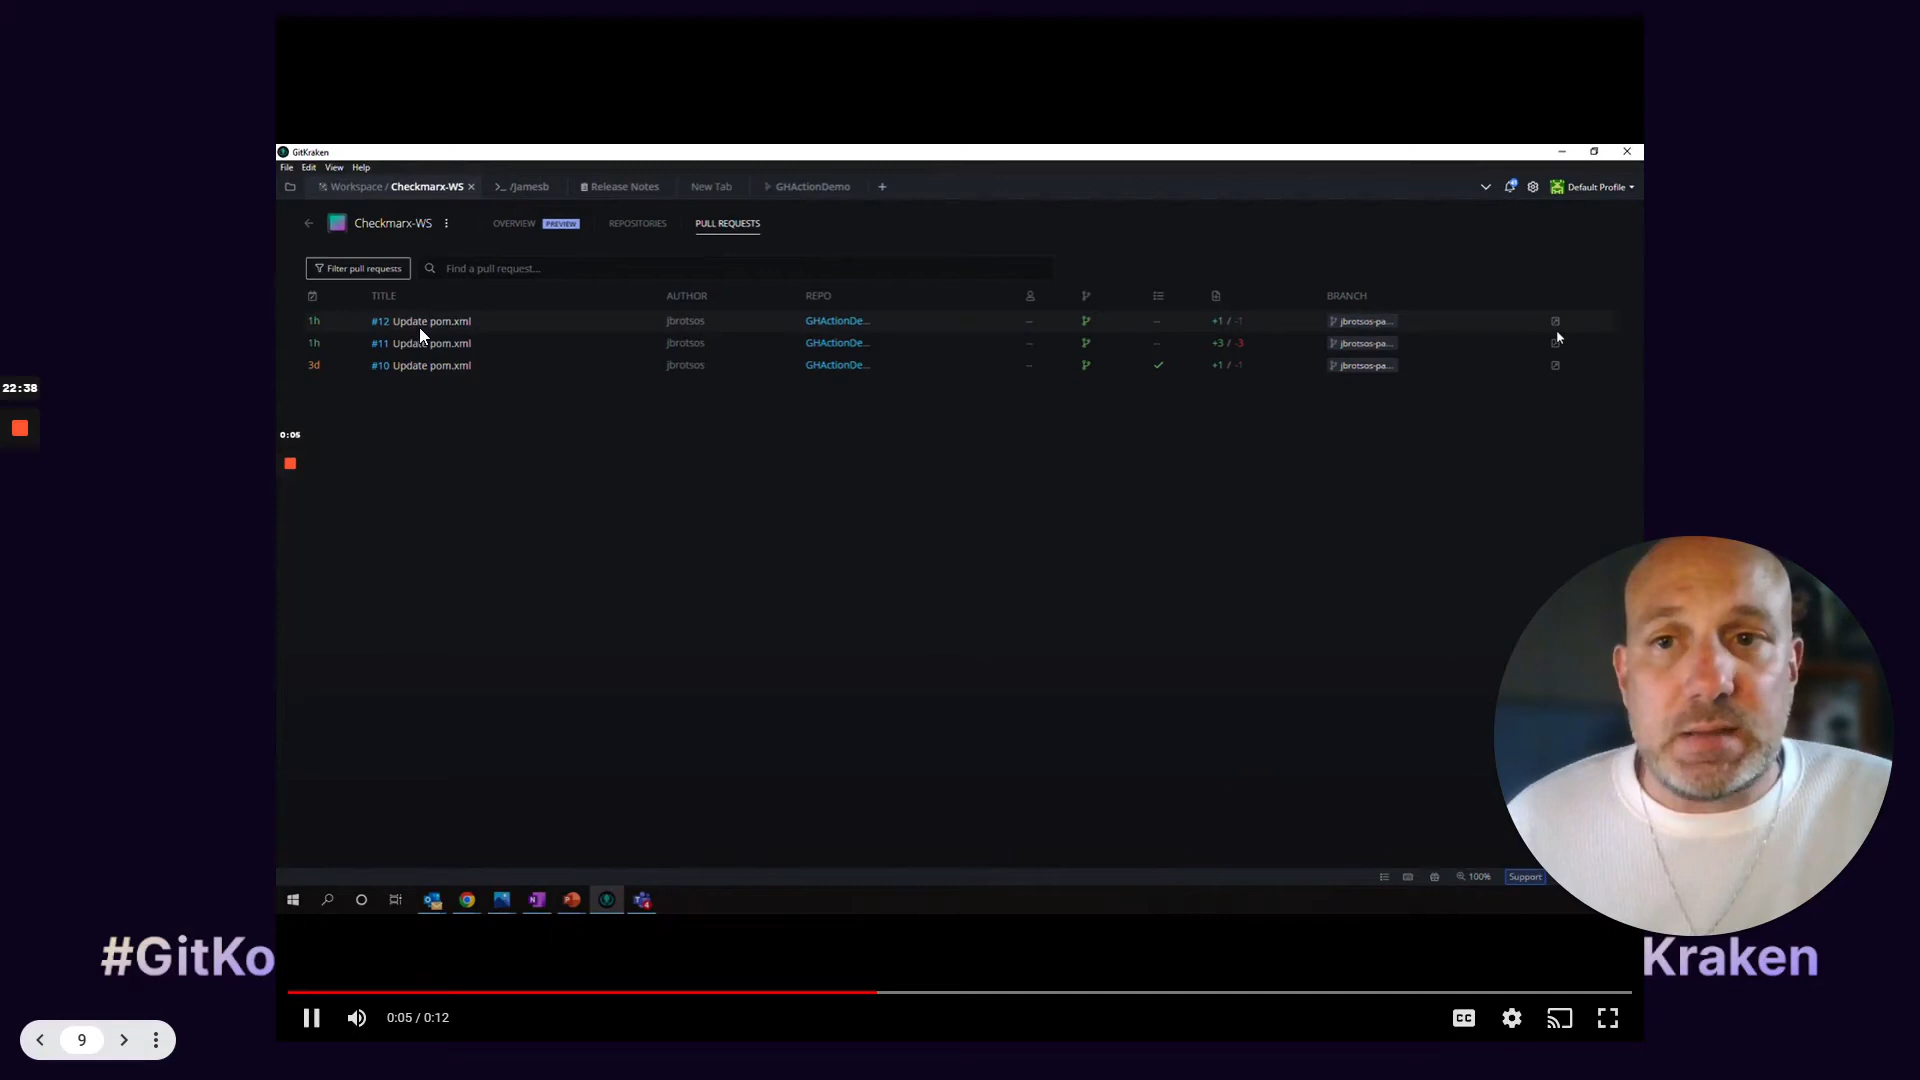 GitKraken
File Edit View Help
Workspace / Checkmarx-WS /Jamesb Release Notes New Tab GHActionDemo Default Profile
Checkmarx-WS OVERVIEW PREVIEW REPOSITORIES PULL REQUESTS
Filter pull requests Find a pull request...
TITLE AUTHOR REPO BRANCH
1h #12 Update pom.xml jbrotsos GHActionDe... -- -- +1 / -1 jbrotsos-pa...
1h #11 Update pom.xml jbrotsos GHActionDe... -- -- +3 / -3 jbrotsos-pa...
3d #10 Update pom.xml jbrotsos GHActionDe... -- +1 / -1 jbrotsos-pa...
22:38
0:05
100% Support
#GitKo
Kraken
0:05 / 0:12
CC
9